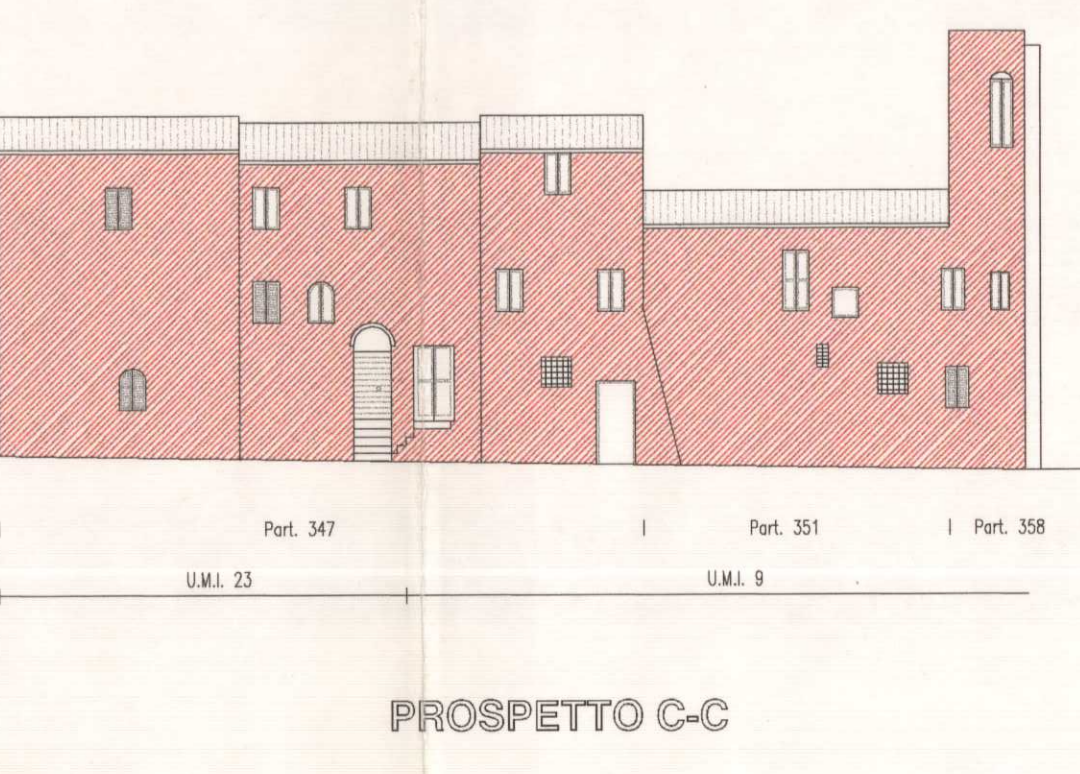 Part. 347
Part. 351
Part. 358
U.M.I. 23
U.M.I. 9
PROSPETTO C-C